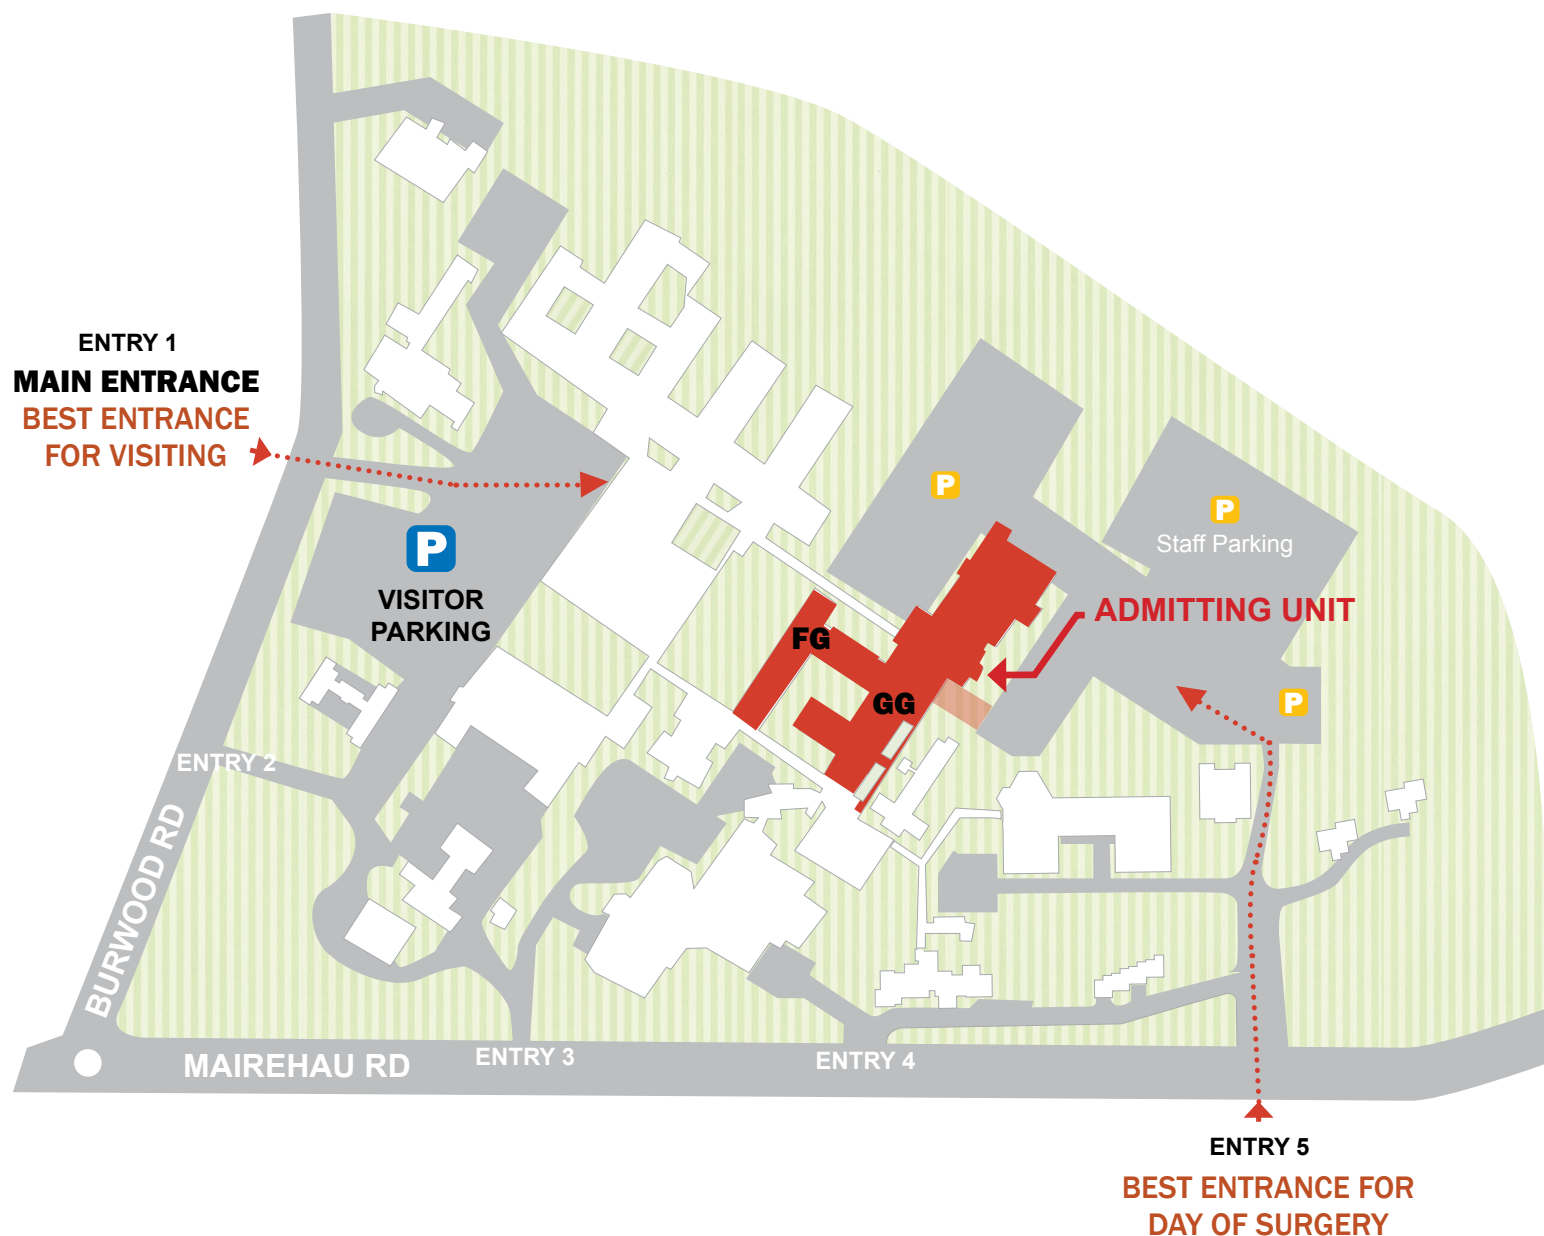 ENTRY 1
MAIN ENTRANCE
BEST ENTRANCE
FOR VISITING
P
VISITOR
PARKING
P
P
Staff Parking
ADMITTING UNIT
FG
GG
P
ENTRY 2
BURWOOD RD
MAIREHAU RD
ENTRY 3
ENTRY 4
ENTRY 5
BEST ENTRANCE FOR
DAY OF SURGERY